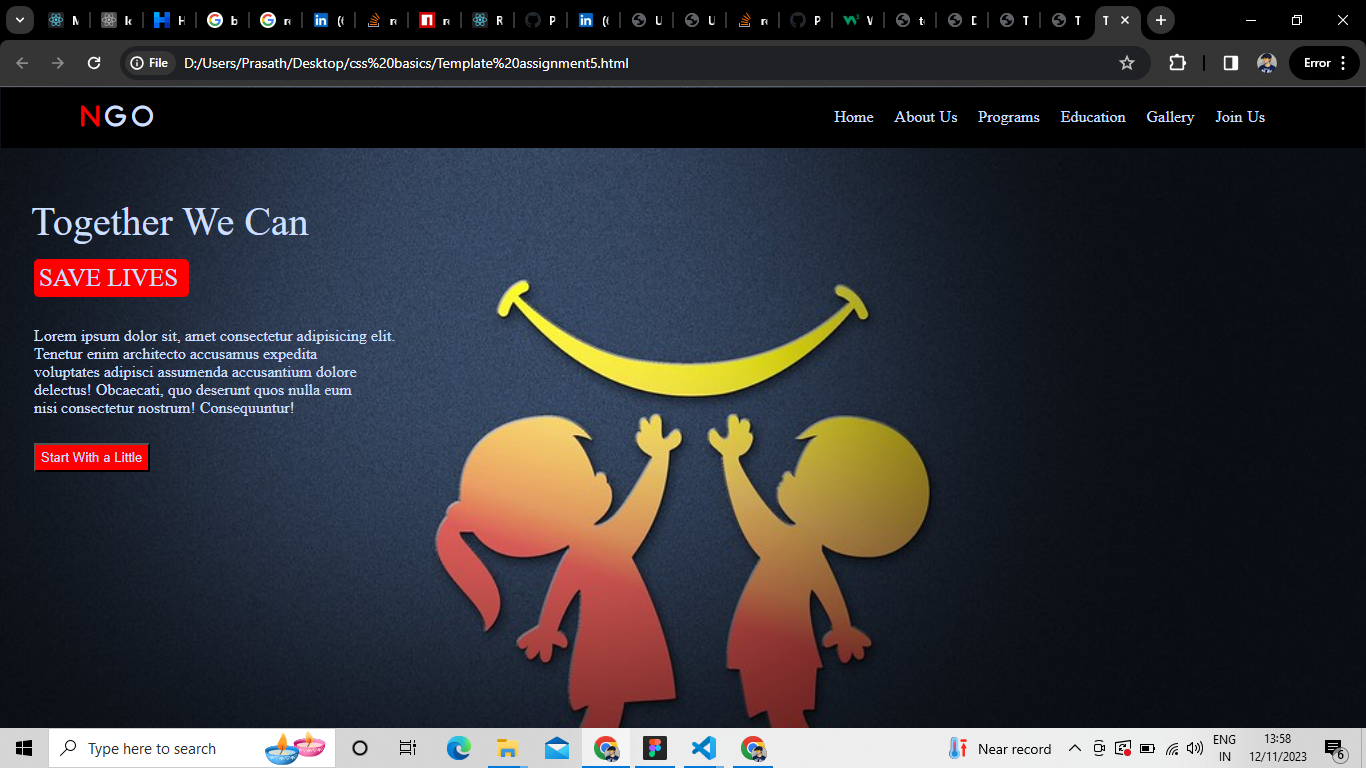 File
D:/Users/Prasath/Desktop/css%20basics/Template%20assignment5.html
Error
NGO
Home
About Us
Programs
Education
Gallery
Join Us
Together We Can
SAVE LIVES
Lorem ipsum dolor sit, amet consectetur adipisicing elit.
Tenetur enim architecto accusamus expedita
voluptates adipisci assumenda accusantium dolore
delectus! Obcaecati, quo deserunt quos nulla eum
nisi consectetur nostrum! Consequuntur!
Start With a Little
Type here to search
Near record
ENG
IN
13:58
12/11/2023
6